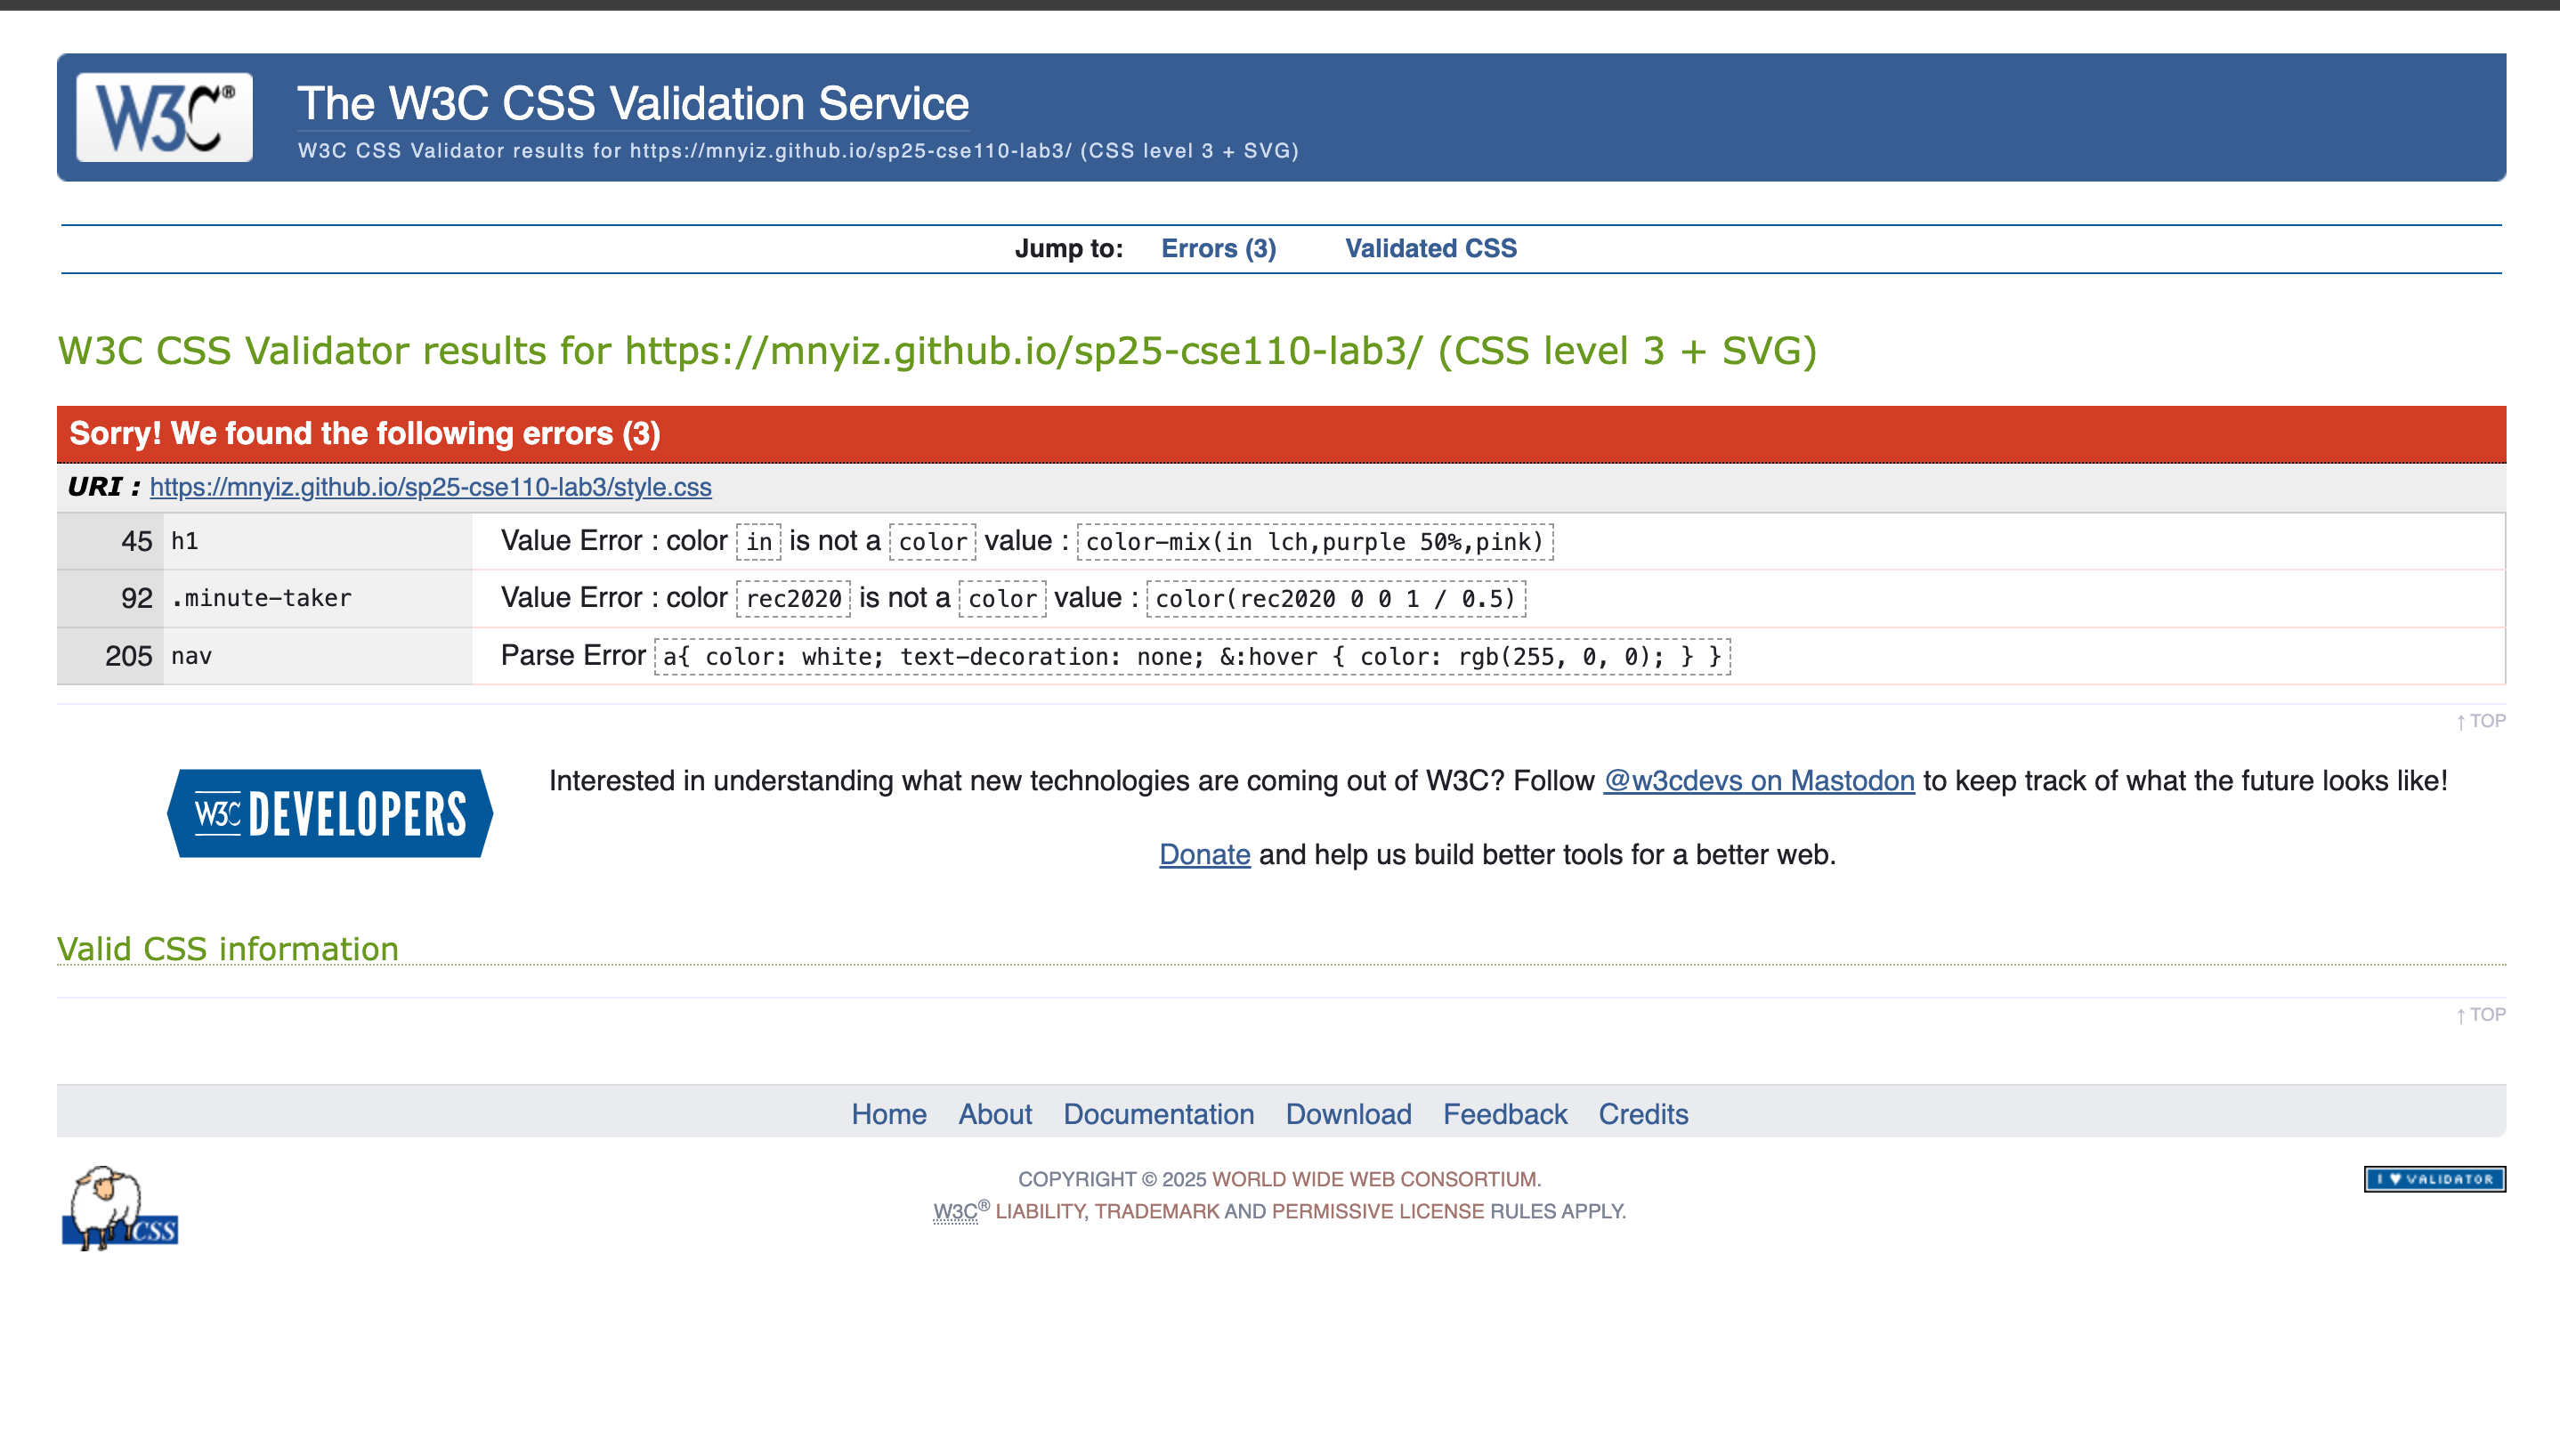 W3C®
The W3C CSS Validation Service
W3C CSS Validator results for https://mnyiz.github.io/sp25-cse110-lab3/ (CSS level 3 + SVG)
Jump to: Errors (3) Validated CSS
W3C CSS Validator results for https://mnyiz.github.io/sp25-cse110-lab3/ (CSS level 3 + SVG)
Sorry! We found the following errors (3)
URI : https://mnyiz.github.io/sp25-cse110-lab3/style.css
45 h1 Value Error : color in is not a color value : color-mix(in lch,purple 50%,pink)
92 .minute-taker Value Error : color rec2020 is not a color value : color(rec2020 0 0 1 / 0.5)
205 nav Parse Error a{ color: white; text-decoration: none; &:hover { color: rgb(255, 0, 0); } }
↑ TOP
W3C DEVELOPERS
Interested in understanding what new technologies are coming out of W3C? Follow @w3cdevs on Mastodon to keep track of what the future looks like!
Donate and help us build better tools for a better web.
Valid CSS information
↑ TOP
Home About Documentation Download Feedback Credits
CSS
COPYRIGHT © 2025 WORLD WIDE WEB CONSORTIUM.
W3C® LIABILITY, TRADEMARK AND PERMISSIVE LICENSE RULES APPLY.
I ♥ VALIDATOR